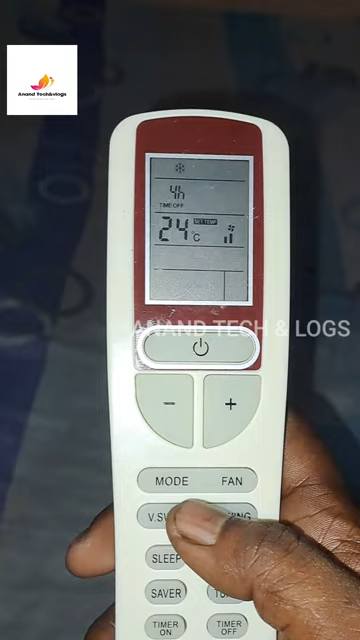 Anand Tech&vlogs
4h
TIME OFF
SET TEMP
24 °C
ANAND TECH & LOGS
MODE FAN
SLEEP
SAVER
TIMER ON
TIMER OFF